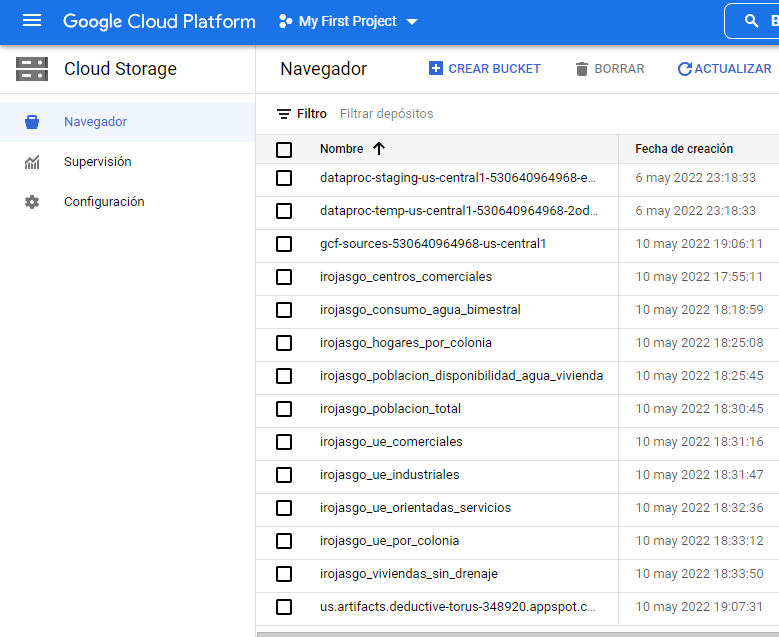 Google Cloud Platform My First Project B
Cloud Storage
Navegador CREAR BUCKET BORRAR ACTUALIZAR
Navegador
Supervisión
Configuración
Filtro Filtrar depósitos
Nombre Fecha de creación
dataproc-staging-us-central1-530640964968-e... 6 may 2022 23:18:33
dataproc-temp-us-central1-530640964968-2od... 6 may 2022 23:18:33
gcf-sources-530640964968-us-central1 10 may 2022 19:06:11
irojasgo_centros_comerciales 10 may 2022 17:55:11
irojasgo_consumo_agua_bimestral 10 may 2022 18:18:59
irojasgo_hogares_por_colonia 10 may 2022 18:25:08
irojasgo_poblacion_disponibilidad_agua_vivienda 10 may 2022 18:25:45
irojasgo_poblacion_total 10 may 2022 18:30:45
irojasgo_ue_comerciales 10 may 2022 18:31:16
irojasgo_ue_industriales 10 may 2022 18:31:47
irojasgo_ue_orientadas_servicios 10 may 2022 18:32:36
irojasgo_ue_por_colonia 10 may 2022 18:33:12
irojasgo_viviendas_sin_drenaje 10 may 2022 18:33:50
us.artifacts.deductive-torus-348920.appspot.c... 10 may 2022 19:07:31